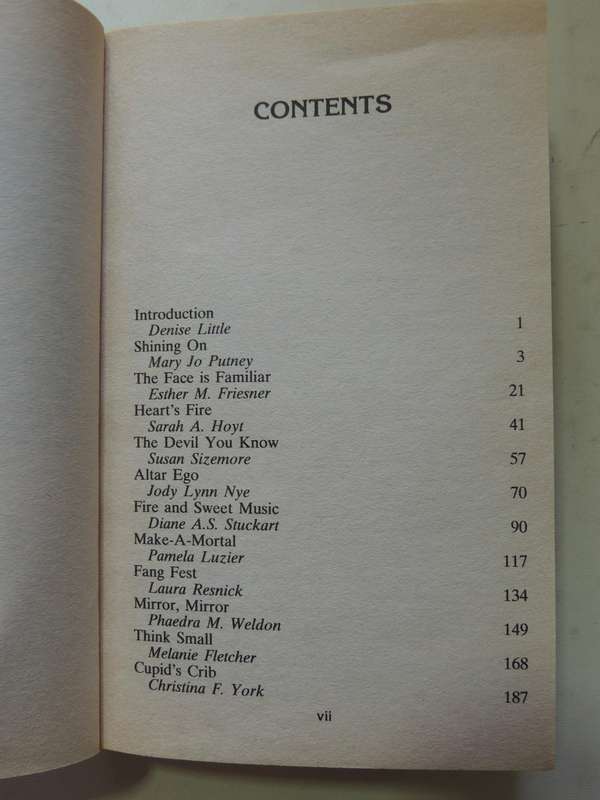 CONTENTS
Introduction
Denise Little 1
Shining On
Mary Jo Putney 3
The Face is Familiar
Esther M. Friesner 21
Heart's Fire
Sarah A. Hoyt 41
The Devil You Know
Susan Sizemore 57
Altar Ego
Jody Lynn Nye 70
Fire and Sweet Music
Diane A.S. Stuckart 90
Make-A-Mortal
Pamela Luzier 117
Fang Fest
Laura Resnick 134
Mirror, Mirror
Phaedra M. Weldon 149
Think Small
Melanie Fletcher 168
Cupid's Crib
Christina F. York 187
vii